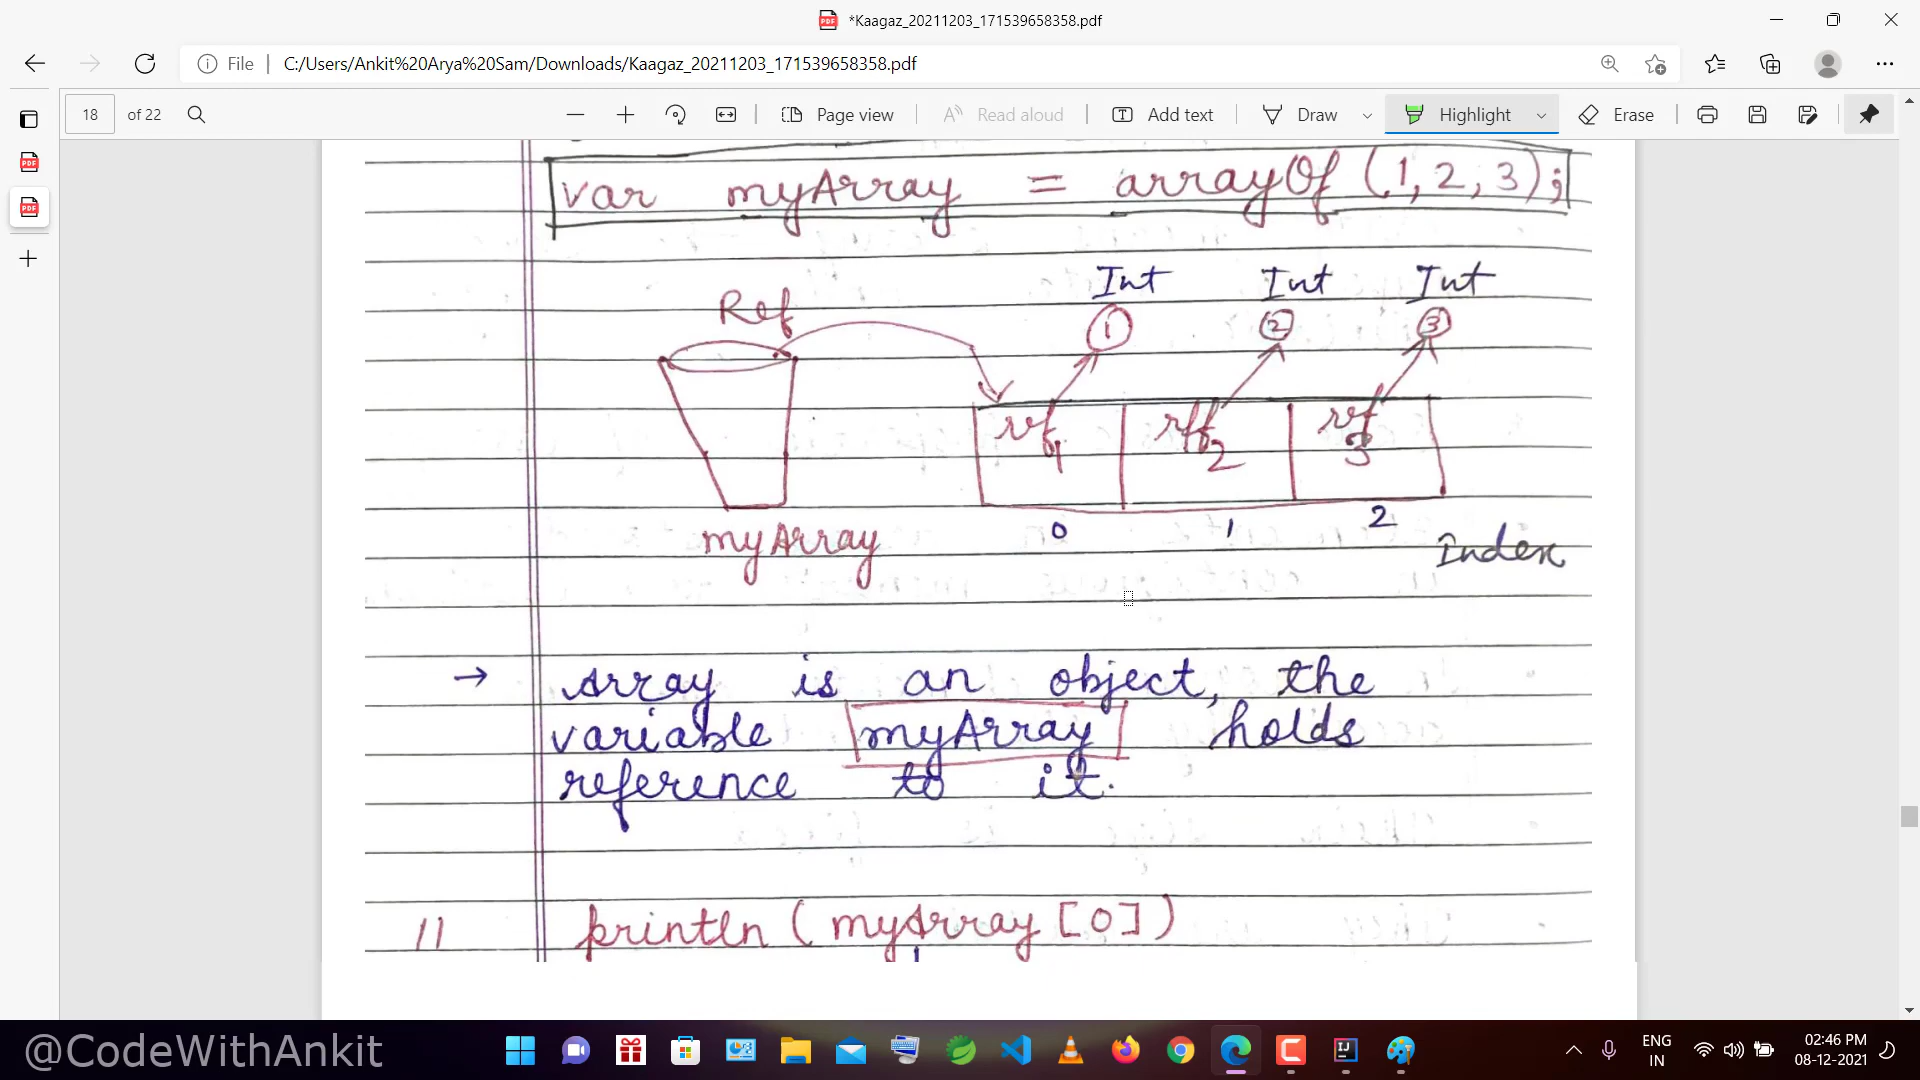 *Kaagaz_20211203_171539658358.pdf
File
C:/Users/Ankit%20Arya%20Sam/Downloads/Kaagaz_20211203_171539658358.pdf
18 of 22
Page view
Read aloud
Add text
Draw
Highlight
Erase
var myArray = arrayOf (1, 2, 3);
Int Int Int
Ref
1 2 3
ref1 ref2 ref3
myArray
0 1 2
Index
→ Array is an object, the
variable myArray holds
reference to it.
// println (myArray [0])
@CodeWithAnkit
ENG
IN
02:46 PM
08-12-2021